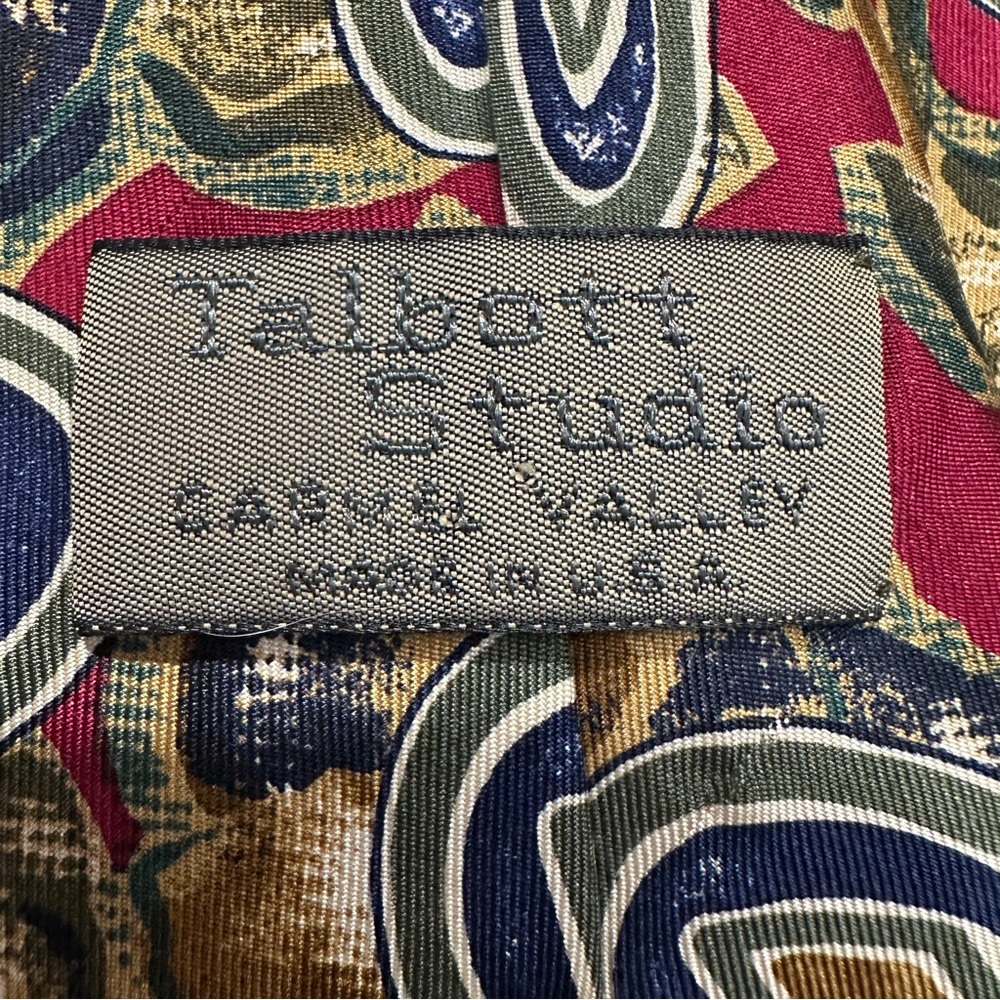 Talbott
Studio
CARMEL VALLEY
MADE IN U.S.A.